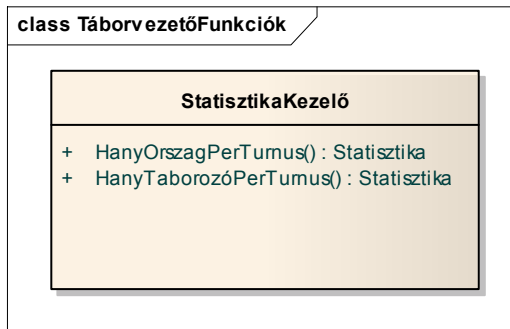 class TáborvezetőFunkciók
StatisztikaKezelő
+ HanyOrszagPerTurnus() : Statisztika
+ HanyTaborozóPerTurnus() : Statisztika